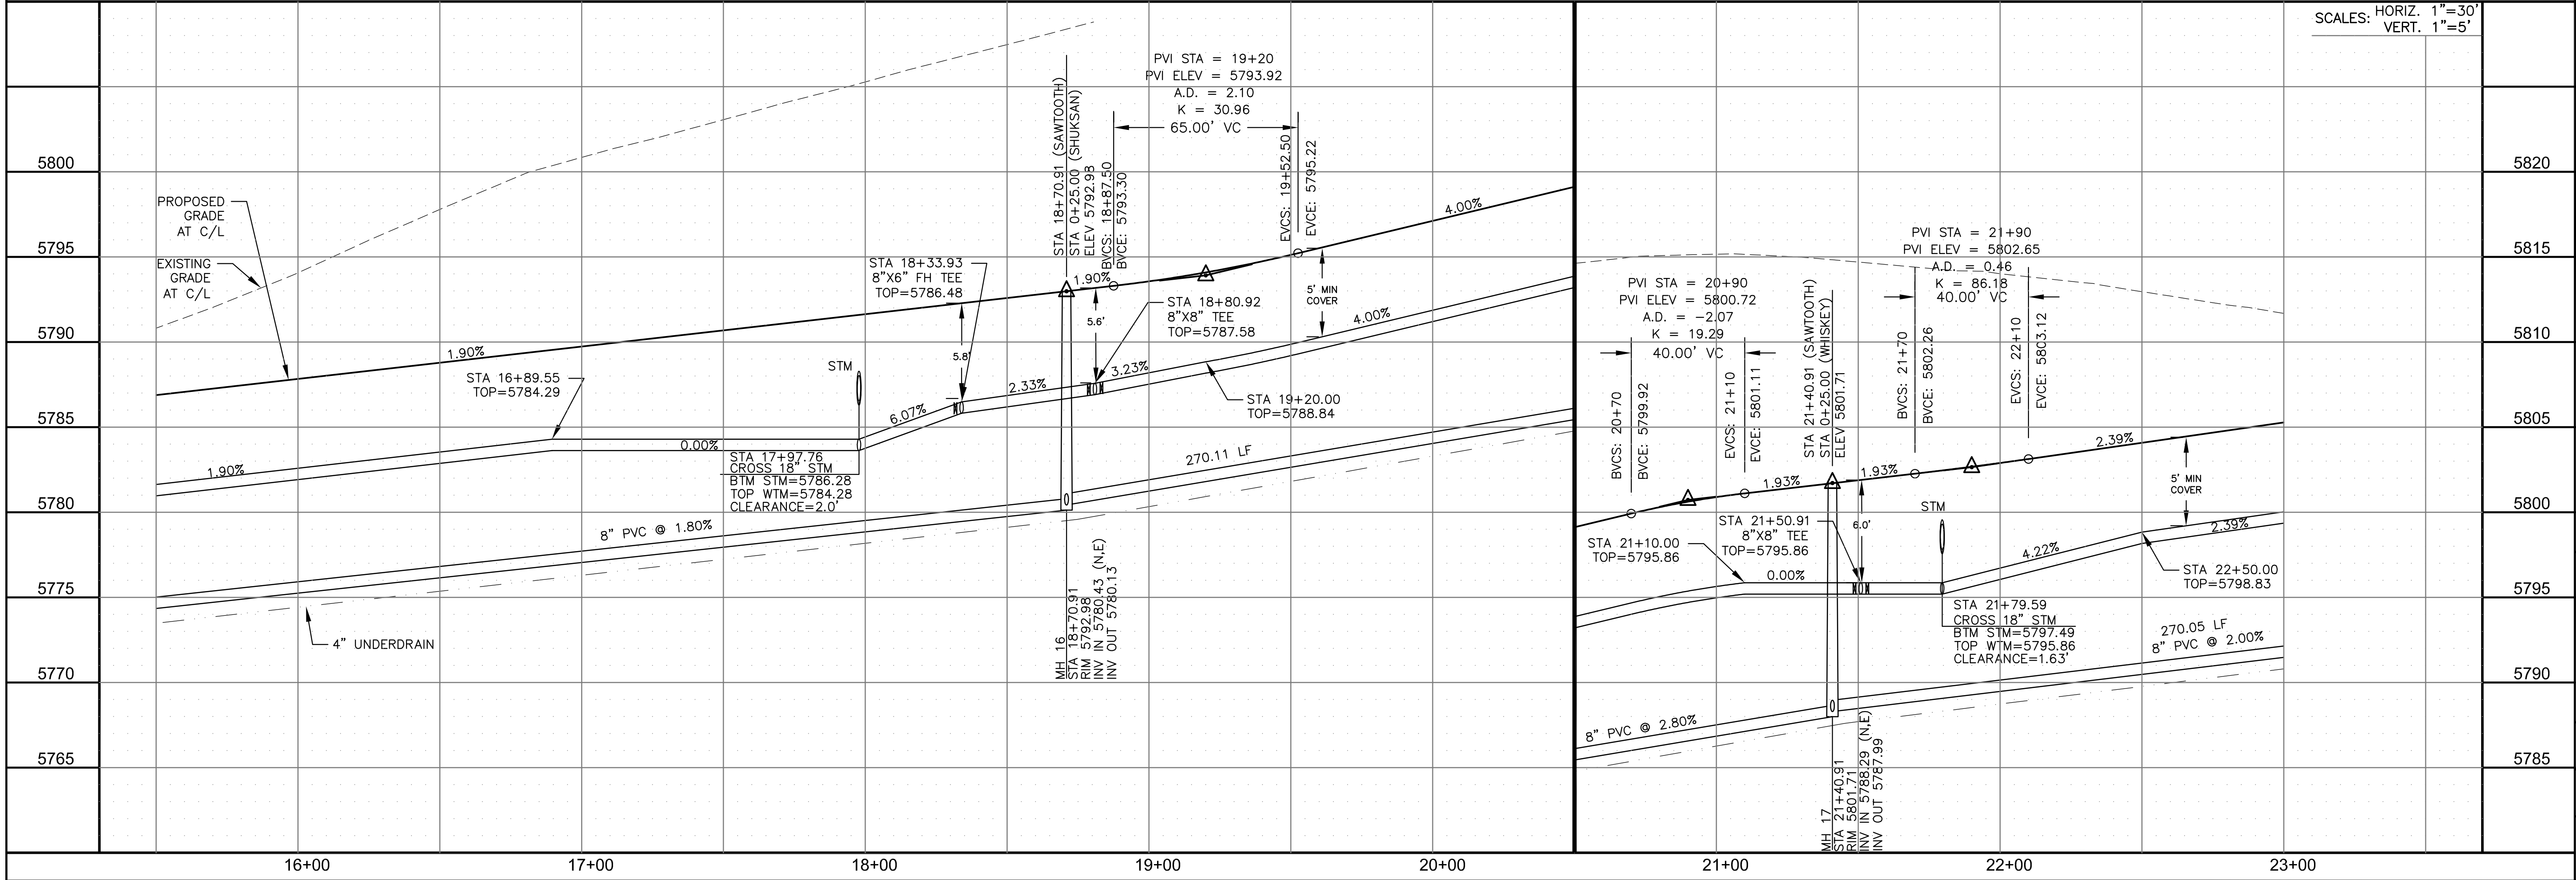 SCALES: HORIZ. 1"=30'
VERT. 1"=5'
5800
5795
5790
5785
5780
5775
5770
5765
PROPOSED
GRADE
AT C/L
EXISTING
GRADE
AT C/L
1.90%
1.90%
STA 16+89.55
TOP=5784.29
0.00%
STM
STA 17+97.76
CROSS 18" STM
BTM STM=5786.28
TOP WTM=5784.28
CLEARANCE=2.0'
6.07%
STA 18+33.93
8"X6" FH TEE
TOP=5786.48
5.8'
2.33%
STA 18+70.91 (SAWTOOTH)
STA 0+25.00 (SHUKSAN)
ELEV 5792.98
1.90%
BVCS: 18+87.50
BVCE: 5793.30
PVI STA = 19+20
PVI ELEV = 5793.92
A.D. = 2.10
K = 30.96
65.00' VC
EVCS: 19+52.50
EVCE: 5795.22
5.6'
STA 18+80.92
8"X8" TEE
TOP=5787.58
3.23%
STA 19+20.00
TOP=5788.84
5' MIN
COVER
4.00%
4.00%
270.11 LF
8" PVC @ 1.80%
4" UNDERDRAIN
MH 16
STA 18+70.91
RIM 5792.98
INV IN 5780.43 (N,E)
INV OUT 5780.13
PVI STA = 20+90
PVI ELEV = 5800.72
A.D. = -2.07
K = 19.29
40.00' VC
BVCS: 20+70
BVCE: 5799.92
EVCS: 21+10
EVCE: 5801.11
1.93%
STA 21+40.91 (SAWTOOTH)
STA 0+25.00 (WHISKEY)
ELEV 5801.71
1.93%
PVI STA = 21+90
PVI ELEV = 5802.65
A.D. = 0.46
K = 86.18
40.00' VC
BVCS: 21+70
BVCE: 5802.26
EVCS: 22+10
EVCE: 5803.12
2.39%
STA 21+10.00
TOP=5795.86
STA 21+50.91
8"X8" TEE
TOP=5795.86
0.00%
6.0'
STM
STA 21+79.59
CROSS 18" STM
BTM STM=5797.49
TOP WTM=5795.86
CLEARANCE=1.63'
4.22%
STA 22+50.00
TOP=5798.83
2.39%
5' MIN
COVER
8" PVC @ 2.80%
270.05 LF
8" PVC @ 2.00%
MH 17
STA 21+40.91
RIM 5801.71
INV IN 5788.29 (N,E)
INV OUT 5787.99
5820
5815
5810
5805
5800
5795
5790
5785
16+00
17+00
18+00
19+00
20+00
21+00
22+00
23+00